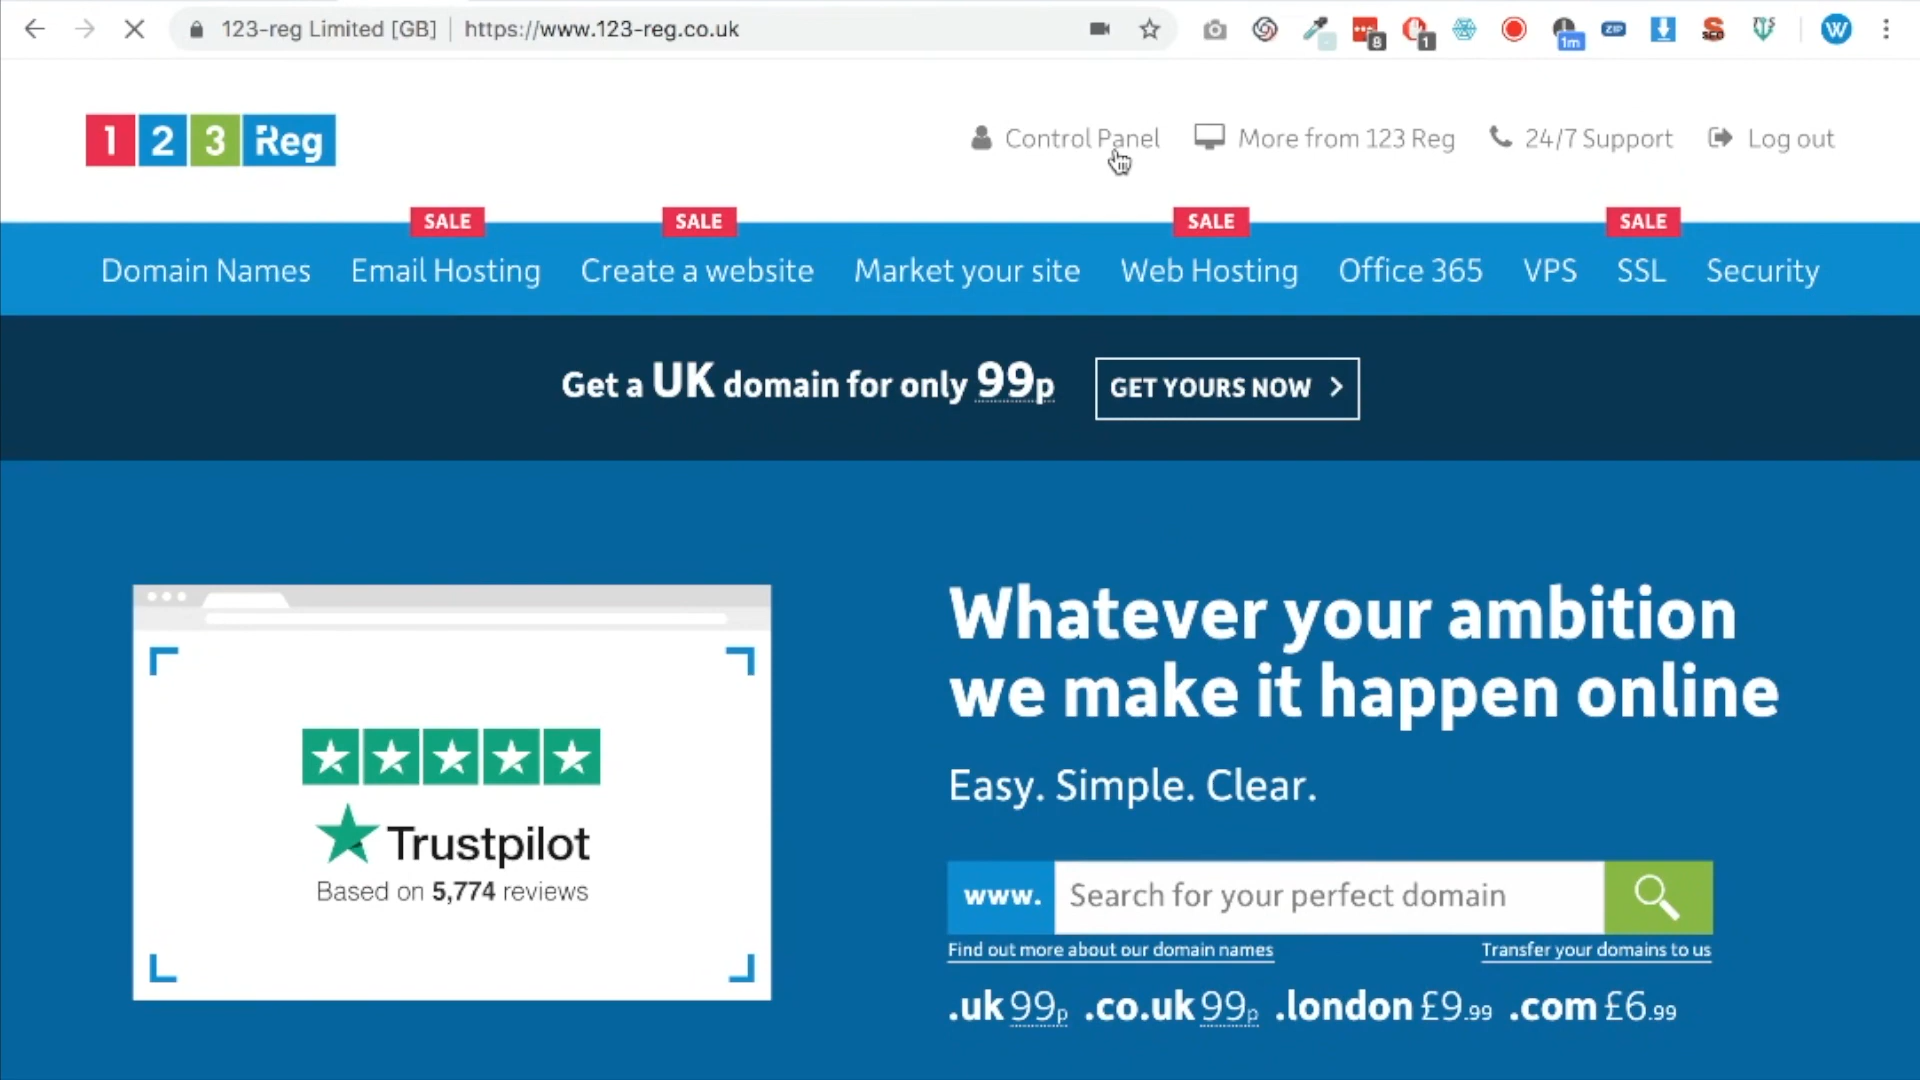 123-reg Limited [GB] https://www.123-reg.co.uk
8 1 1m ZIP SEO W
1 2 3 Reg
Control Panel More from 123 Reg 24/7 Support Log out
SALE SALE SALE SALE
Domain Names Email Hosting Create a website Market your site Web Hosting Office 365 VPS SSL Security
Get a UK domain for only 99p GET YOURS NOW >
Whatever your ambition
we make it happen online
Easy. Simple. Clear.
Trustpilot
Based on 5,774 reviews
www. Search for your perfect domain
Find out more about our domain names Transfer your domains to us
.uk 99p .co.uk 99p .london £9.99 .com £6.99